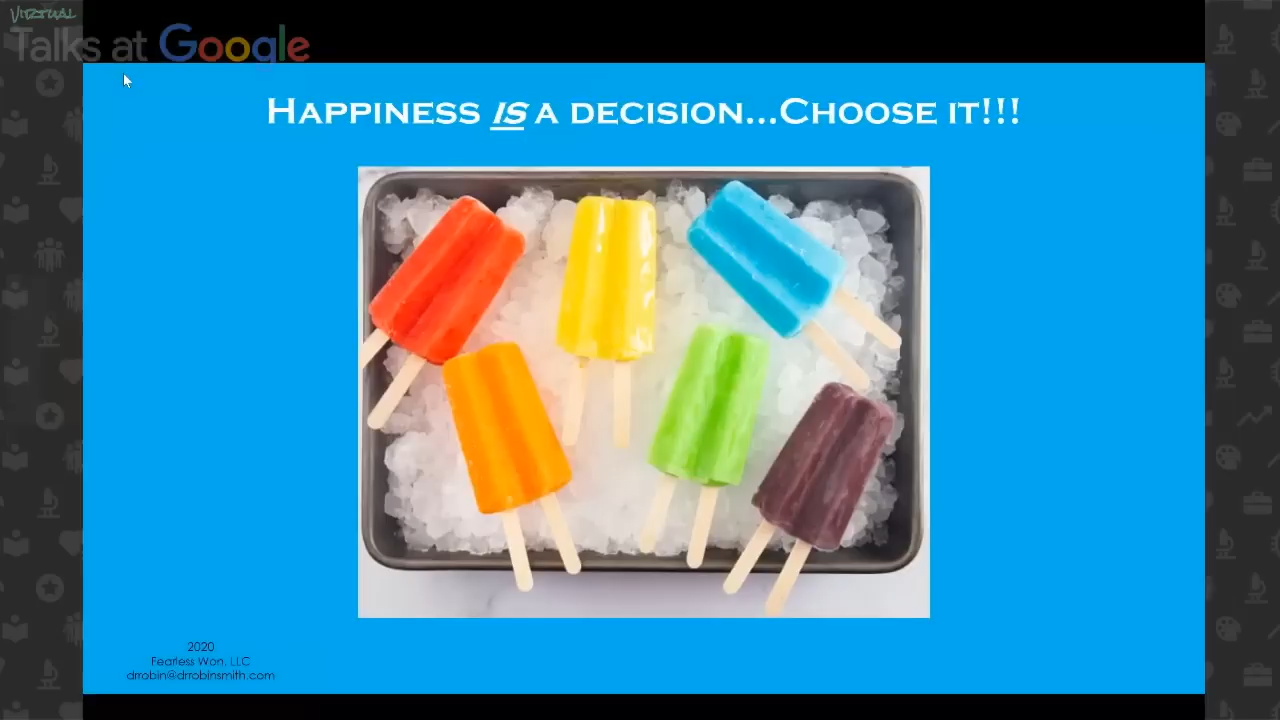 VIRTUAL
Talks at Google
HAPPINESS IS A DECISION...CHOOSE IT!!!
2020
Fearless Won, LLC
drrobin@drrobinsmith.com